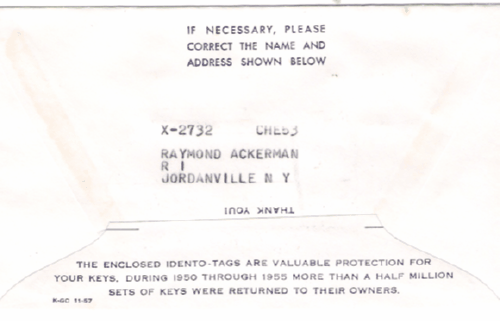 IF NECESSARY, PLEASE
CORRECT THE NAME AND
ADDRESS SHOWN BELOW
X-2732 CHE53
RAYMOND ACKERMAN
R 1
JORDANVILLE N Y
THANK YOU!
THE ENCLOSED IDENTO-TAGS ARE VALUABLE PROTECTION FOR
YOUR KEYS. DURING 1950 THROUGH 1955 MORE THAN A HALF MILLION
SETS OF KEYS WERE RETURNED TO THEIR OWNERS.
K-6C 11-57